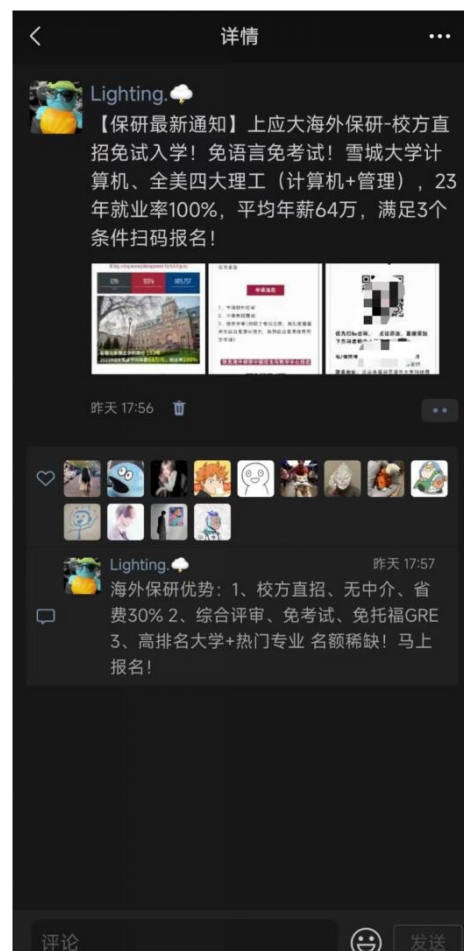 详情
Lighting.
【保研最新通知】上应大海外保研-校方直
招免试入学！免语言免考试！雪城大学计
算机、全美四大理工（计算机+管理），23
年就业率100%，平均年薪64万，满足3个
条件扫码报名！
申请流程
昨天 17:56
Lighting.
昨天 17:57
海外保研优势：1、校方直招、无中介、省
费30% 2、综合评审、免考试、免托福GRE
3、高排名大学+热门专业 名额稀缺！马上
报名！
评论
发送